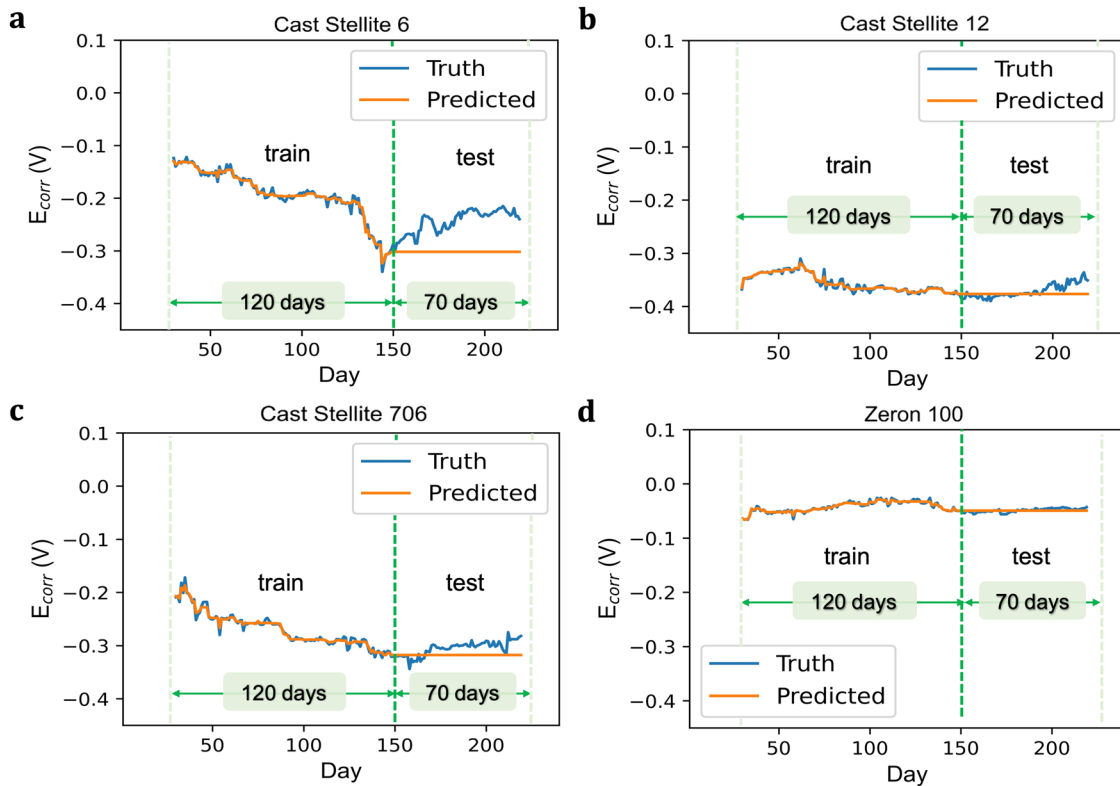 a
Cast Stellite 6
0.1
0.0
−0.1
−0.2
−0.3
−0.4
E_corr (V)
Truth
Predicted
train
test
120 days
70 days
50
100
150
200
Day
b
Cast Stellite 12
0.1
0.0
−0.1
−0.2
−0.3
−0.4
E_corr (V)
Truth
Predicted
train
test
120 days
70 days
50
100
150
200
Day
c
Cast Stellite 706
0.1
0.0
−0.1
−0.2
−0.3
−0.4
E_corr (V)
Truth
Predicted
train
test
120 days
70 days
50
100
150
200
Day
d
Zeron 100
0.1
0.0
−0.1
−0.2
−0.3
−0.4
E_corr (V)
train
test
120 days
70 days
Truth
Predicted
50
100
150
200
Day